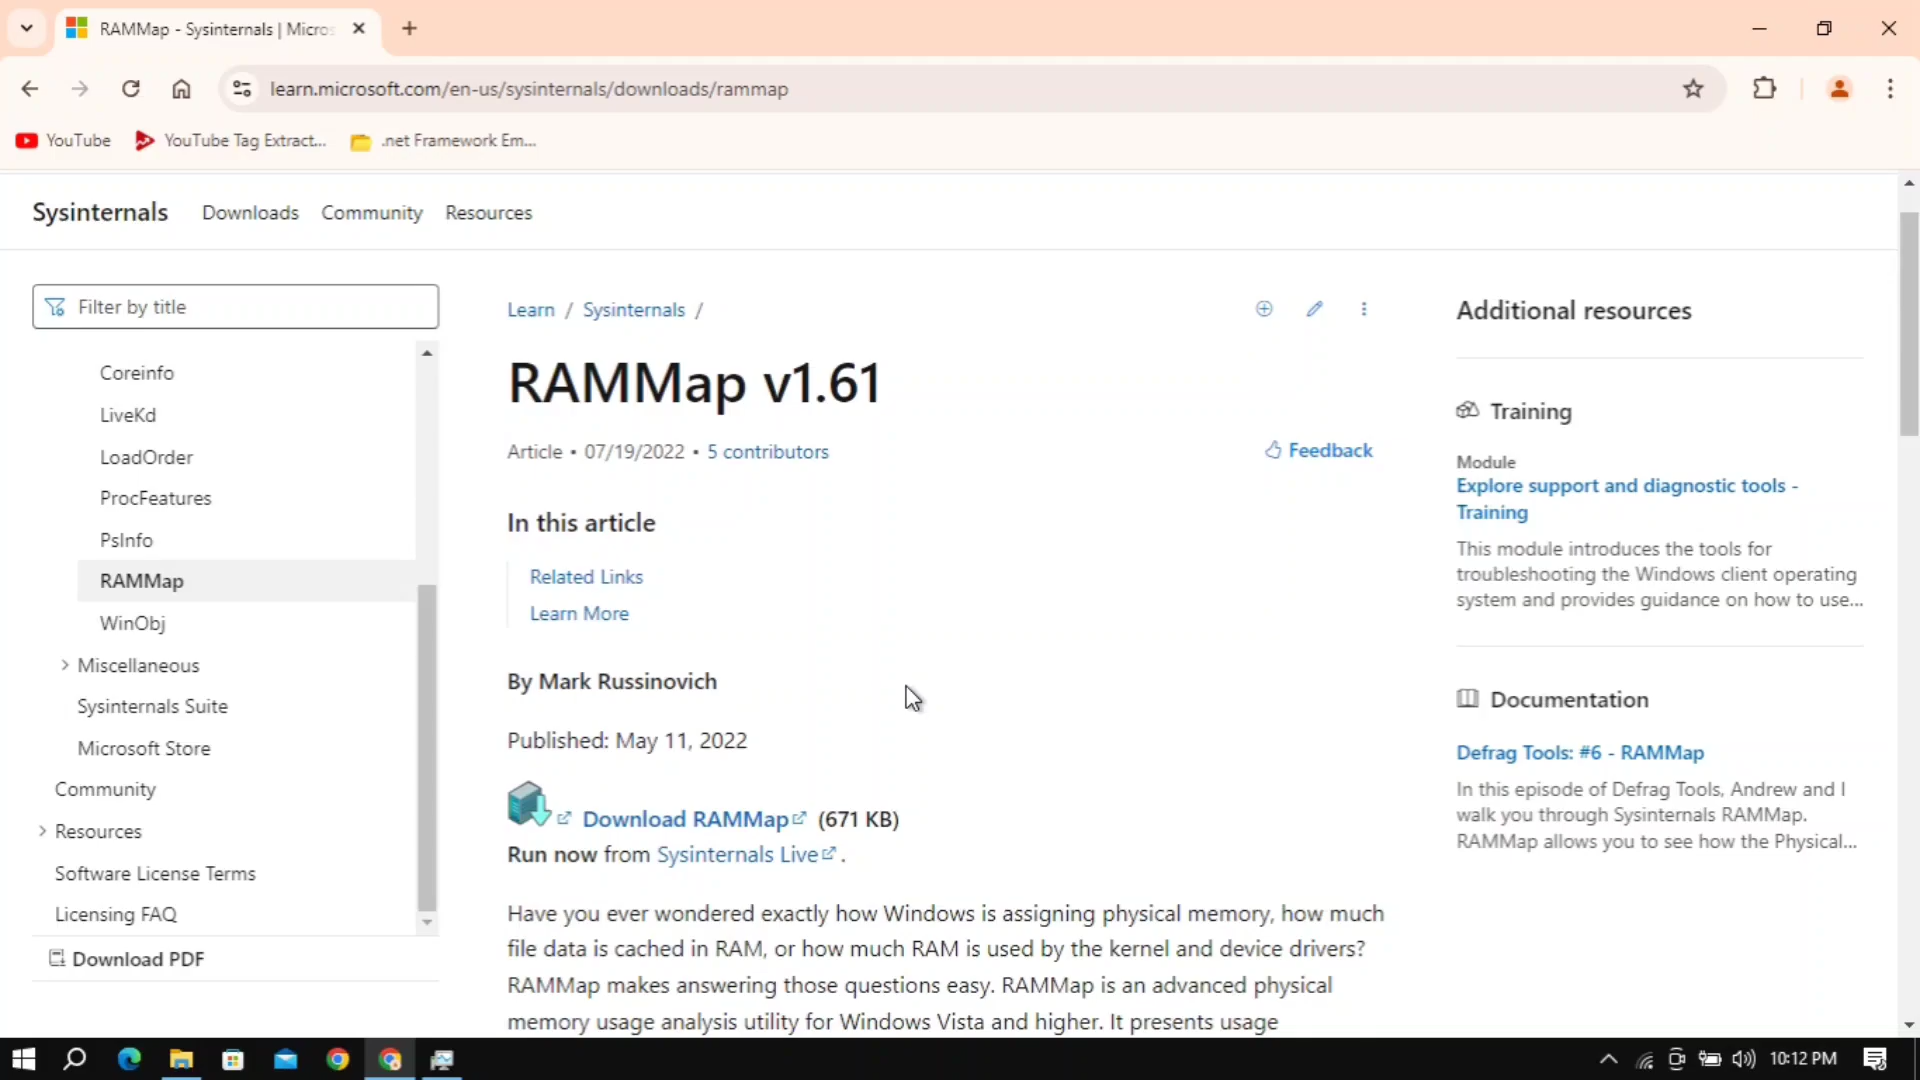 RAMMap - Sysinternals | Micros
learn.microsoft.com/en-us/sysinternals/downloads/rammap
YouTube
YouTube Tag Extract...
.net Framework Em...
Sysinternals
Downloads
Community
Resources
Filter by title
Coreinfo
LiveKd
LoadOrder
ProcFeatures
PsInfo
RAMMap
WinObj
Miscellaneous
Sysinternals Suite
Microsoft Store
Community
Resources
Software License Terms
Licensing FAQ
Download PDF
Learn / Sysinternals /
RAMMap v1.61
Article • 07/19/2022 • 5 contributors
Feedback
In this article
Related Links
Learn More
By Mark Russinovich
Published: May 11, 2022
Download RAMMap (671 KB)
Run now from Sysinternals Live .
Have you ever wondered exactly how Windows is assigning physical memory, how much
file data is cached in RAM, or how much RAM is used by the kernel and device drivers?
RAMMap makes answering those questions easy. RAMMap is an advanced physical
memory usage analysis utility for Windows Vista and higher. It presents usage
Additional resources
Training
Module
Explore support and diagnostic tools -
Training
This module introduces the tools for
troubleshooting the Windows client operating
system and provides guidance on how to use...
Documentation
Defrag Tools: #6 - RAMMap
In this episode of Defrag Tools, Andrew and I
walk you through Sysinternals RAMMap.
RAMMap allows you to see how the Physical...
10:12 PM